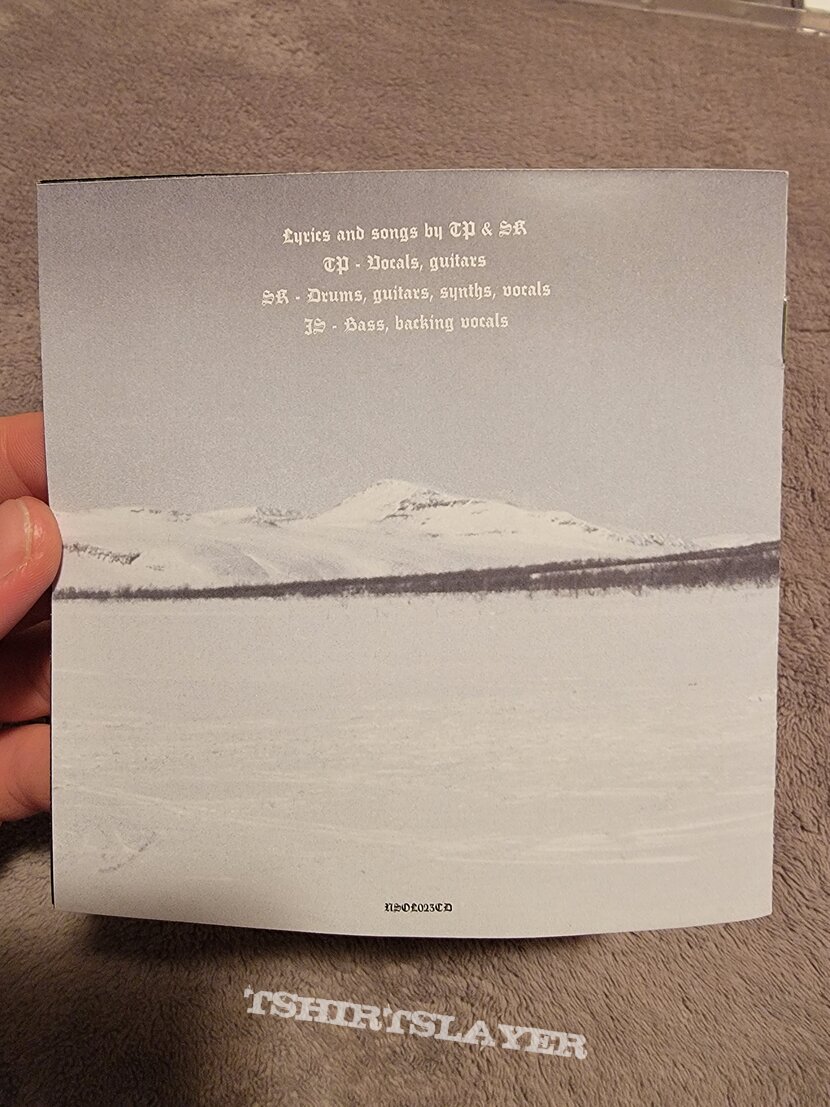 Lyrics and songs by TP & SK
TP - Vocals, guitars
SK - Drums, guitars, synths, vocals
JS - Bass, backing vocals
NSOL023CD
TSHIRTSLAYER